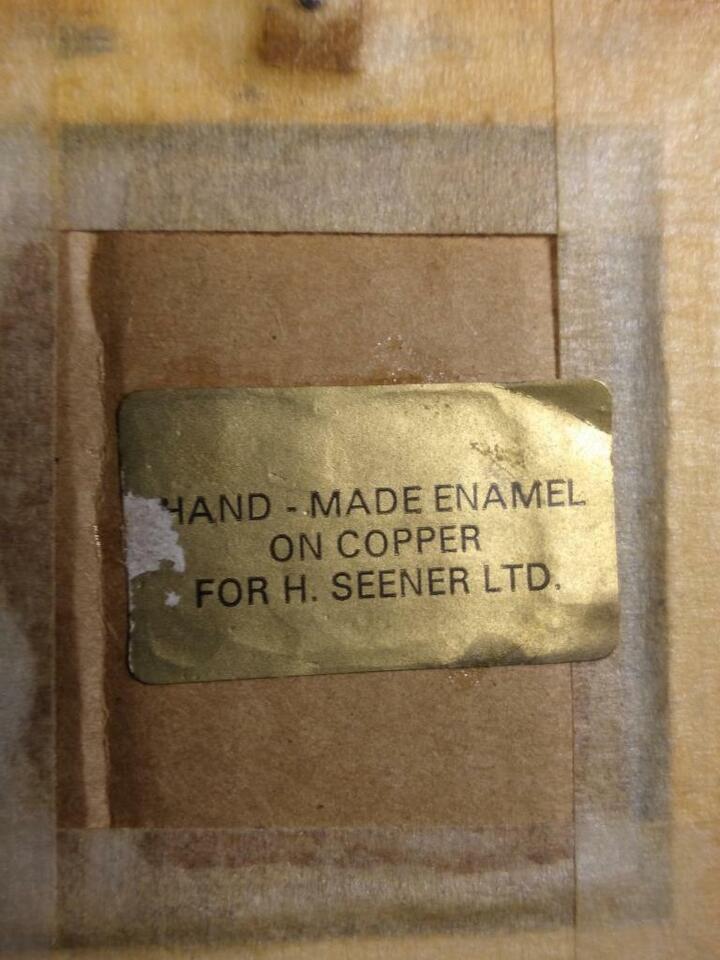 HAND - MADE ENAMEL
ON COPPER
FOR H. SEENER LTD.